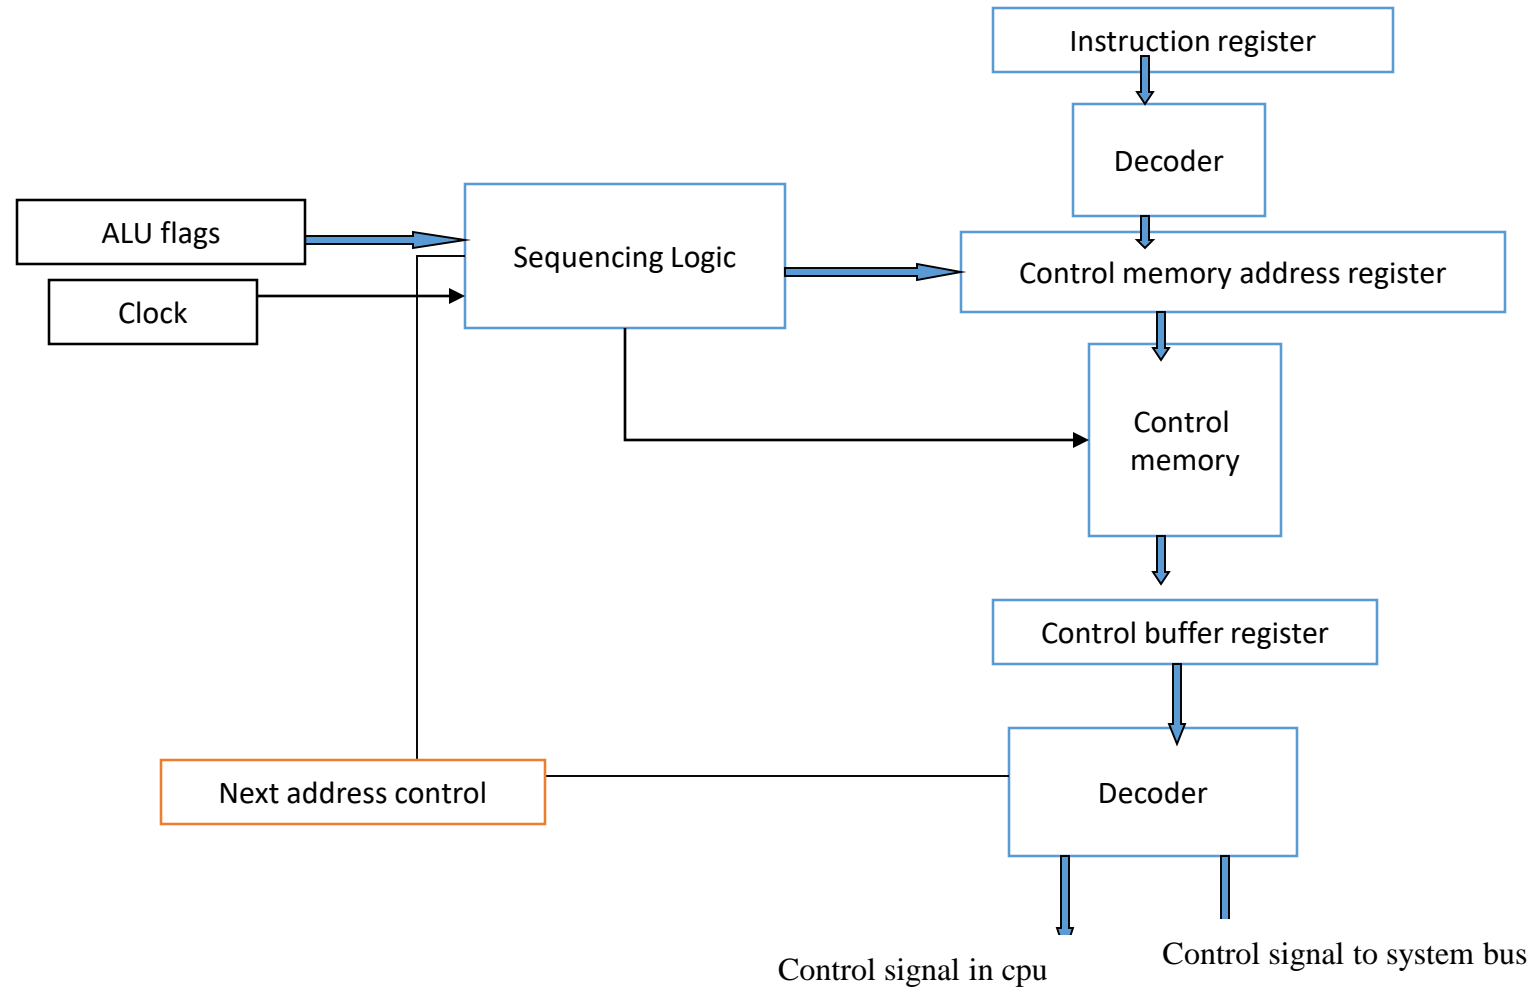 Instruction register
Decoder
ALU flags
Sequencing Logic
Control memory address register
Clock
Control
memory
Control buffer register
Next address control
Decoder
Control signal in cpu
Control signal to system bus